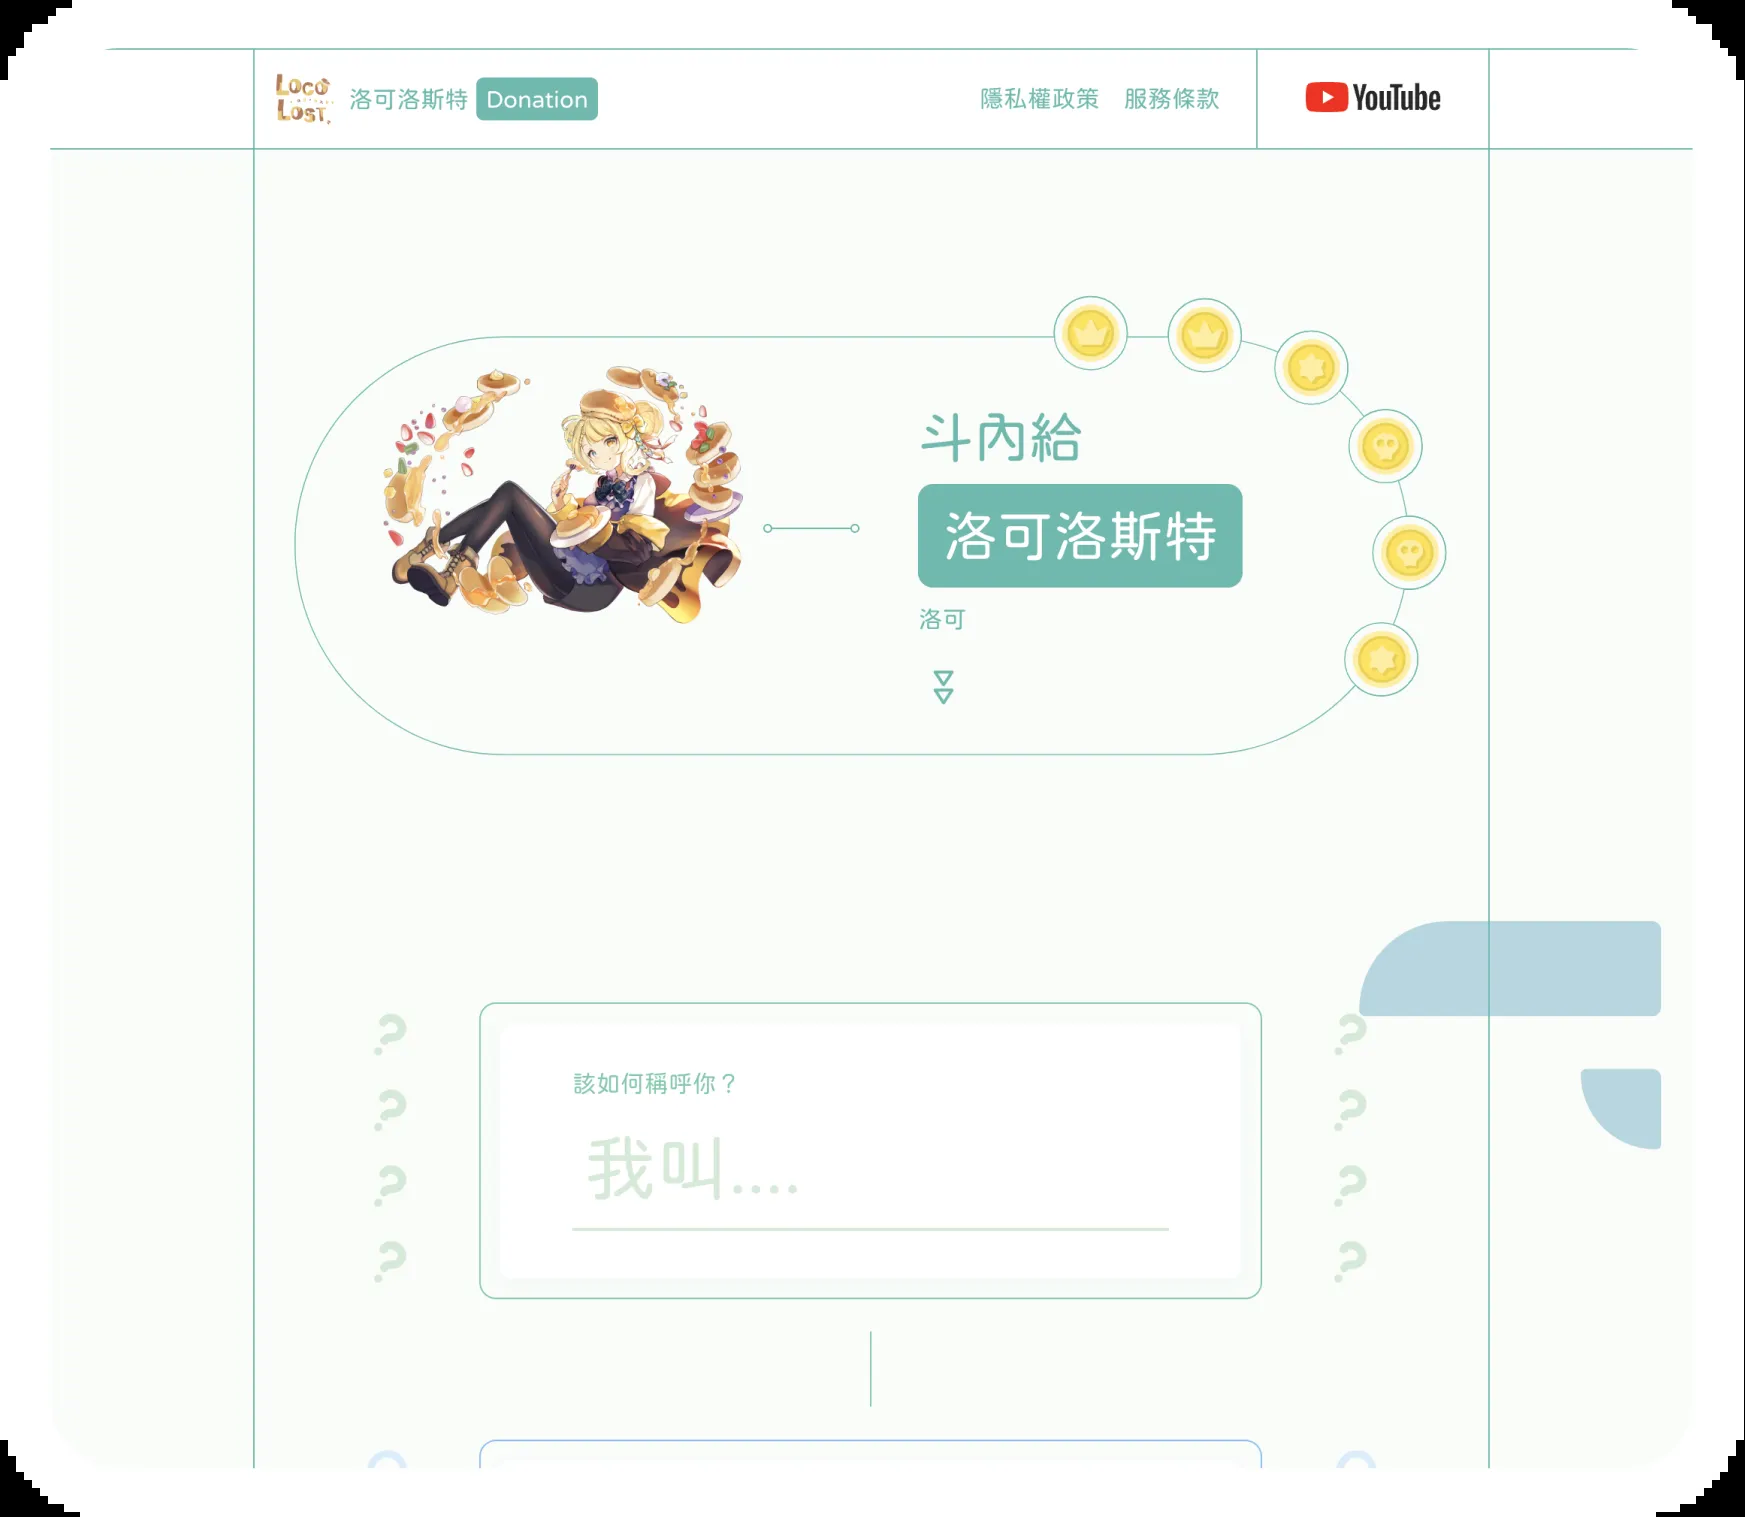 LOCO
LOST.
洛可洛斯特 Donation
隱私權政策 服務條款
YouTube
斗內給
洛可洛斯特
洛可
該如何稱呼你？
我叫....